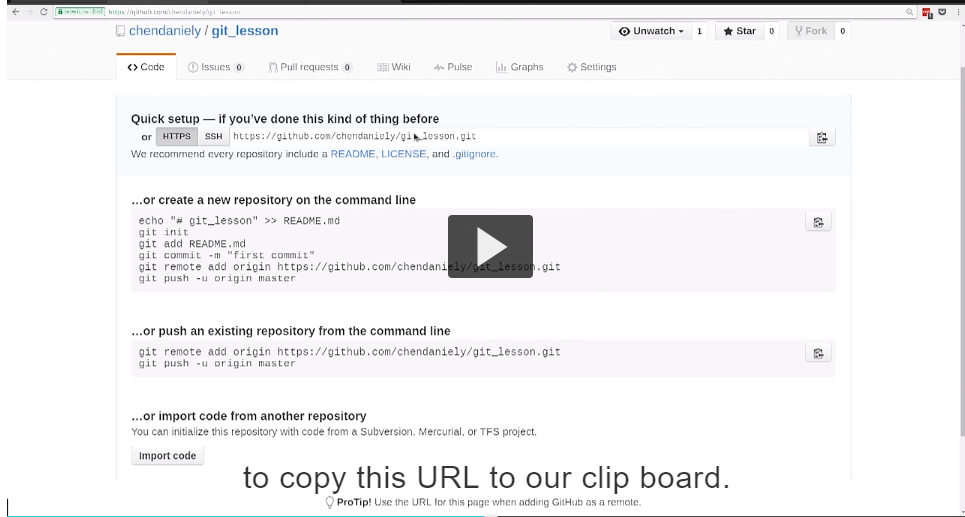 https://github.com/chendaniely/git_lesson
chendaniely / git_lesson
Unwatch 1 Star 0 Fork 0
Code Issues 0 Pull requests 0 Wiki Pulse Graphs Settings
Quick setup — if you've done this kind of thing before
or HTTPS SSH https://github.com/chendaniely/git_lesson.git
We recommend every repository include a README, LICENSE, and .gitignore.
…or create a new repository on the command line
echo "# git_lesson" >> README.md
git init
git add README.md
git commit -m "first commit"
git remote add origin https://github.com/chendaniely/git_lesson.git
git push -u origin master
…or push an existing repository from the command line
git remote add origin https://github.com/chendaniely/git_lesson.git
git push -u origin master
…or import code from another repository
You can initialize this repository with code from a Subversion, Mercurial, or TFS project.
Import code
to copy this URL to our clip board.
ProTip! Use the URL for this page when adding GitHub as a remote.